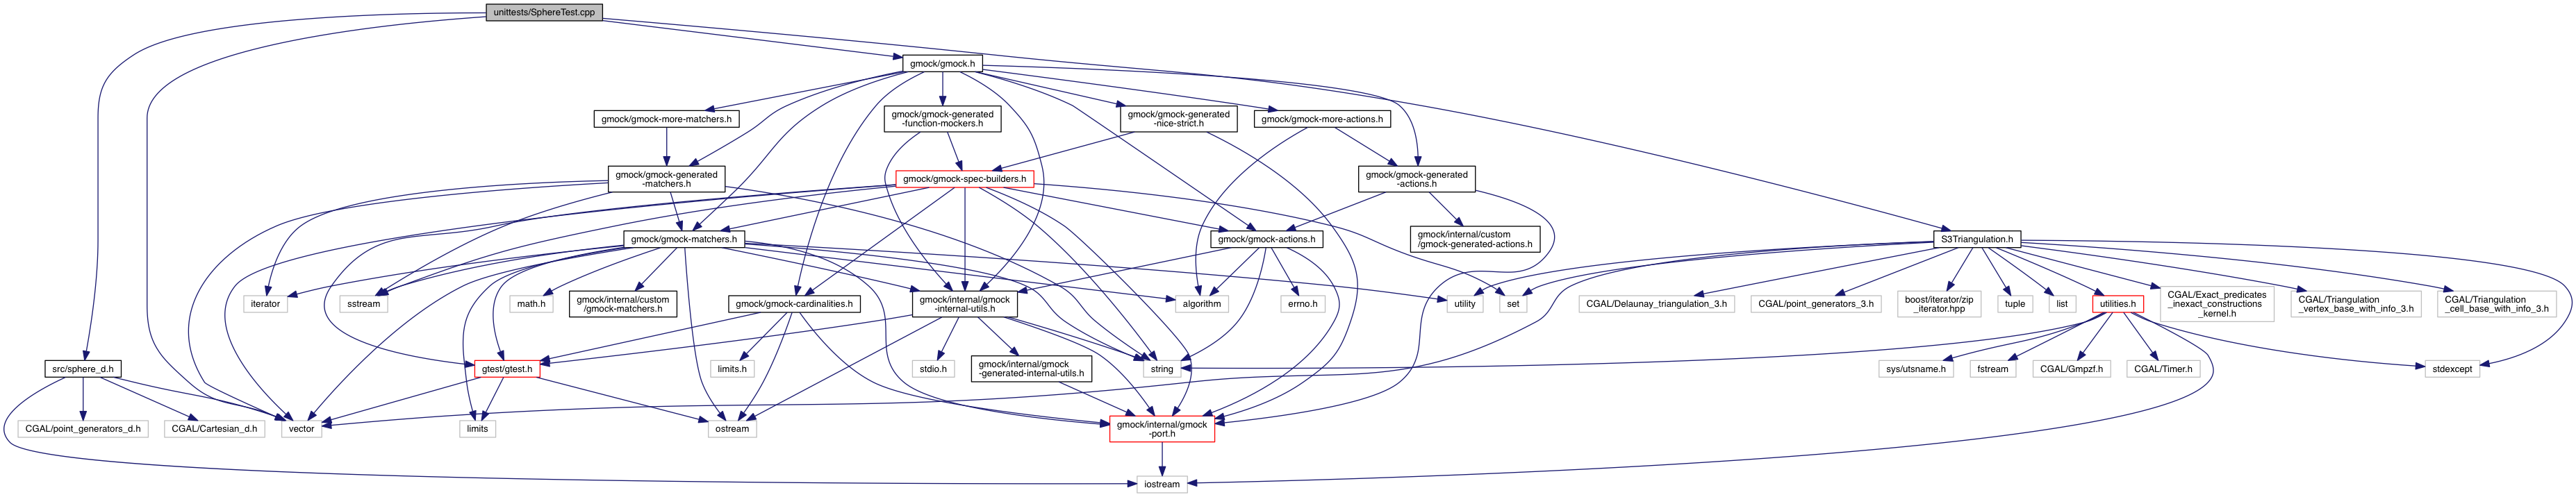 unittests/SphereTest.cpp
gmock/gmock.h
gmock/gmock-more-matchers.h
gmock/gmock-generated
-function-mockers.h
gmock/gmock-generated
-nice-strict.h
gmock/gmock-more-actions.h
gmock/gmock-generated
-matchers.h
gmock/gmock-spec-builders.h
gmock/gmock-generated
-actions.h
gmock/gmock-matchers.h
gmock/gmock-actions.h
gmock/internal/custom
/gmock-generated-actions.h
S3Triangulation.h
iterator
sstream
math.h
gmock/internal/custom
/gmock-matchers.h
gmock/gmock-cardinalities.h
gmock/internal/gmock
-internal-utils.h
algorithm
errno.h
utility
set
CGAL/Delaunay_triangulation_3.h
CGAL/point_generators_3.h
boost/iterator/zip
_iterator.hpp
tuple
list
utilities.h
CGAL/Exact_predicates
_inexact_constructions
_kernel.h
CGAL/Triangulation
_vertex_base_with_info_3.h
CGAL/Triangulation
_cell_base_with_info_3.h
src/sphere_d.h
gtest/gtest.h
limits.h
stdio.h
gmock/internal/gmock
-generated-internal-utils.h
string
sys/utsname.h
fstream
CGAL/Gmpzf.h
CGAL/Timer.h
stdexcept
CGAL/point_generators_d.h
CGAL/Cartesian_d.h
vector
limits
ostream
gmock/internal/gmock
-port.h
iostream